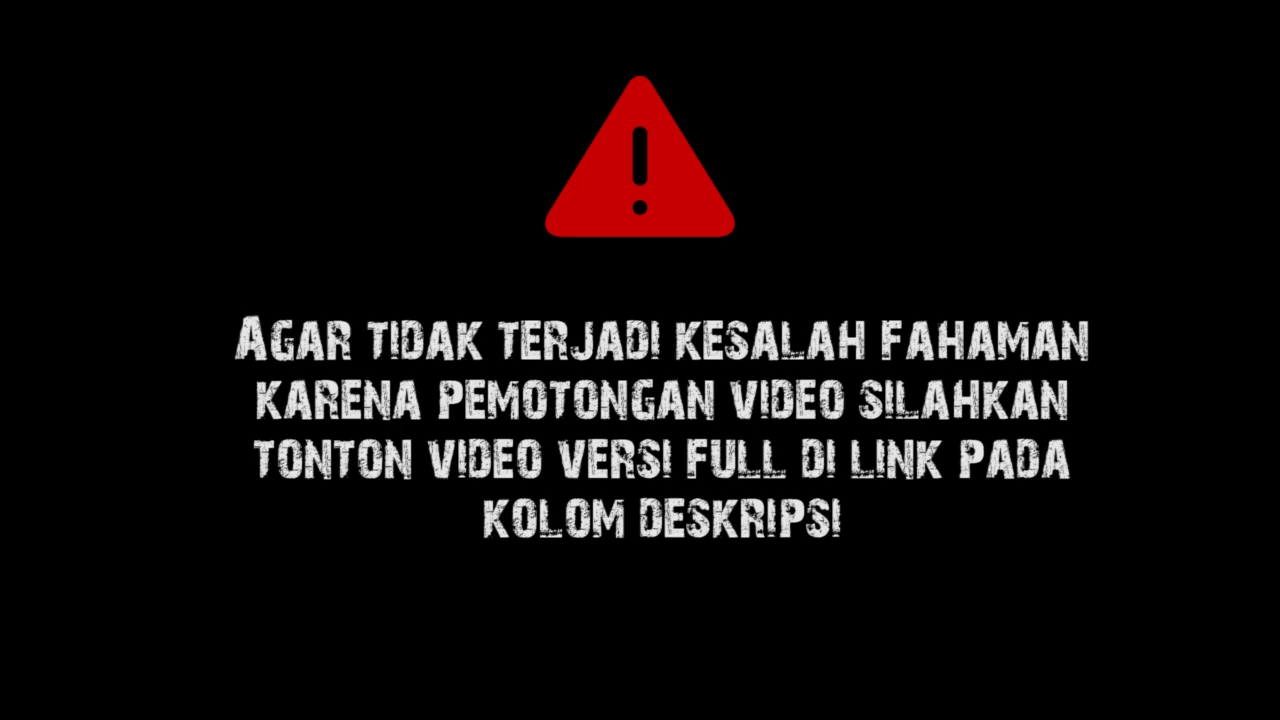 Agar tidak terjadi kesalah fahaman
karena pemotongan video silahkan
tonton video versi full di link pada
kolom deskripsi